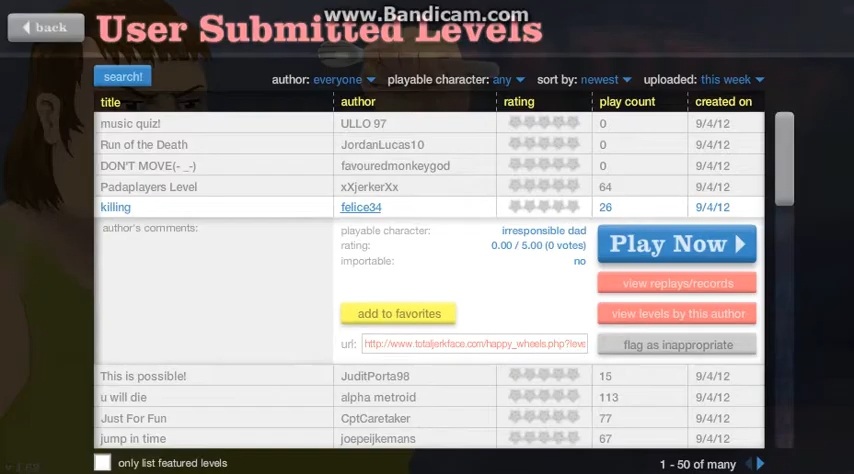 www.Bandicam.com
back
User Submitted Levels
search!
author: everyone playable character: any sort by: newest uploaded: this week
title author rating play count created on
music quiz! ULLO 97 0 9/4/12
Run of the Death JordanLucas10 0 9/4/12
DON'T MOVE(- _-) favouredmonkeygod 0 9/4/12
Padaplayers Level xXjerkerXx 64 9/4/12
killing felice34 26 9/4/12
author's comments:
playable character: irresponsible dad
rating: 0.00 / 5.00 (0 votes)
importable: no
Play Now
view replays/records
add to favorites
view levels by this author
url: http://www.totaljerkface.com/happy_wheels.php?leve
flag as inappropriate
This is possible! JuditPorta98 15 9/4/12
u will die alpha metroid 113 9/4/12
Just For Fun CptCaretaker 77 9/4/12
jump in time joepeijkemans 67 9/4/12
only list featured levels
1 - 50 of many